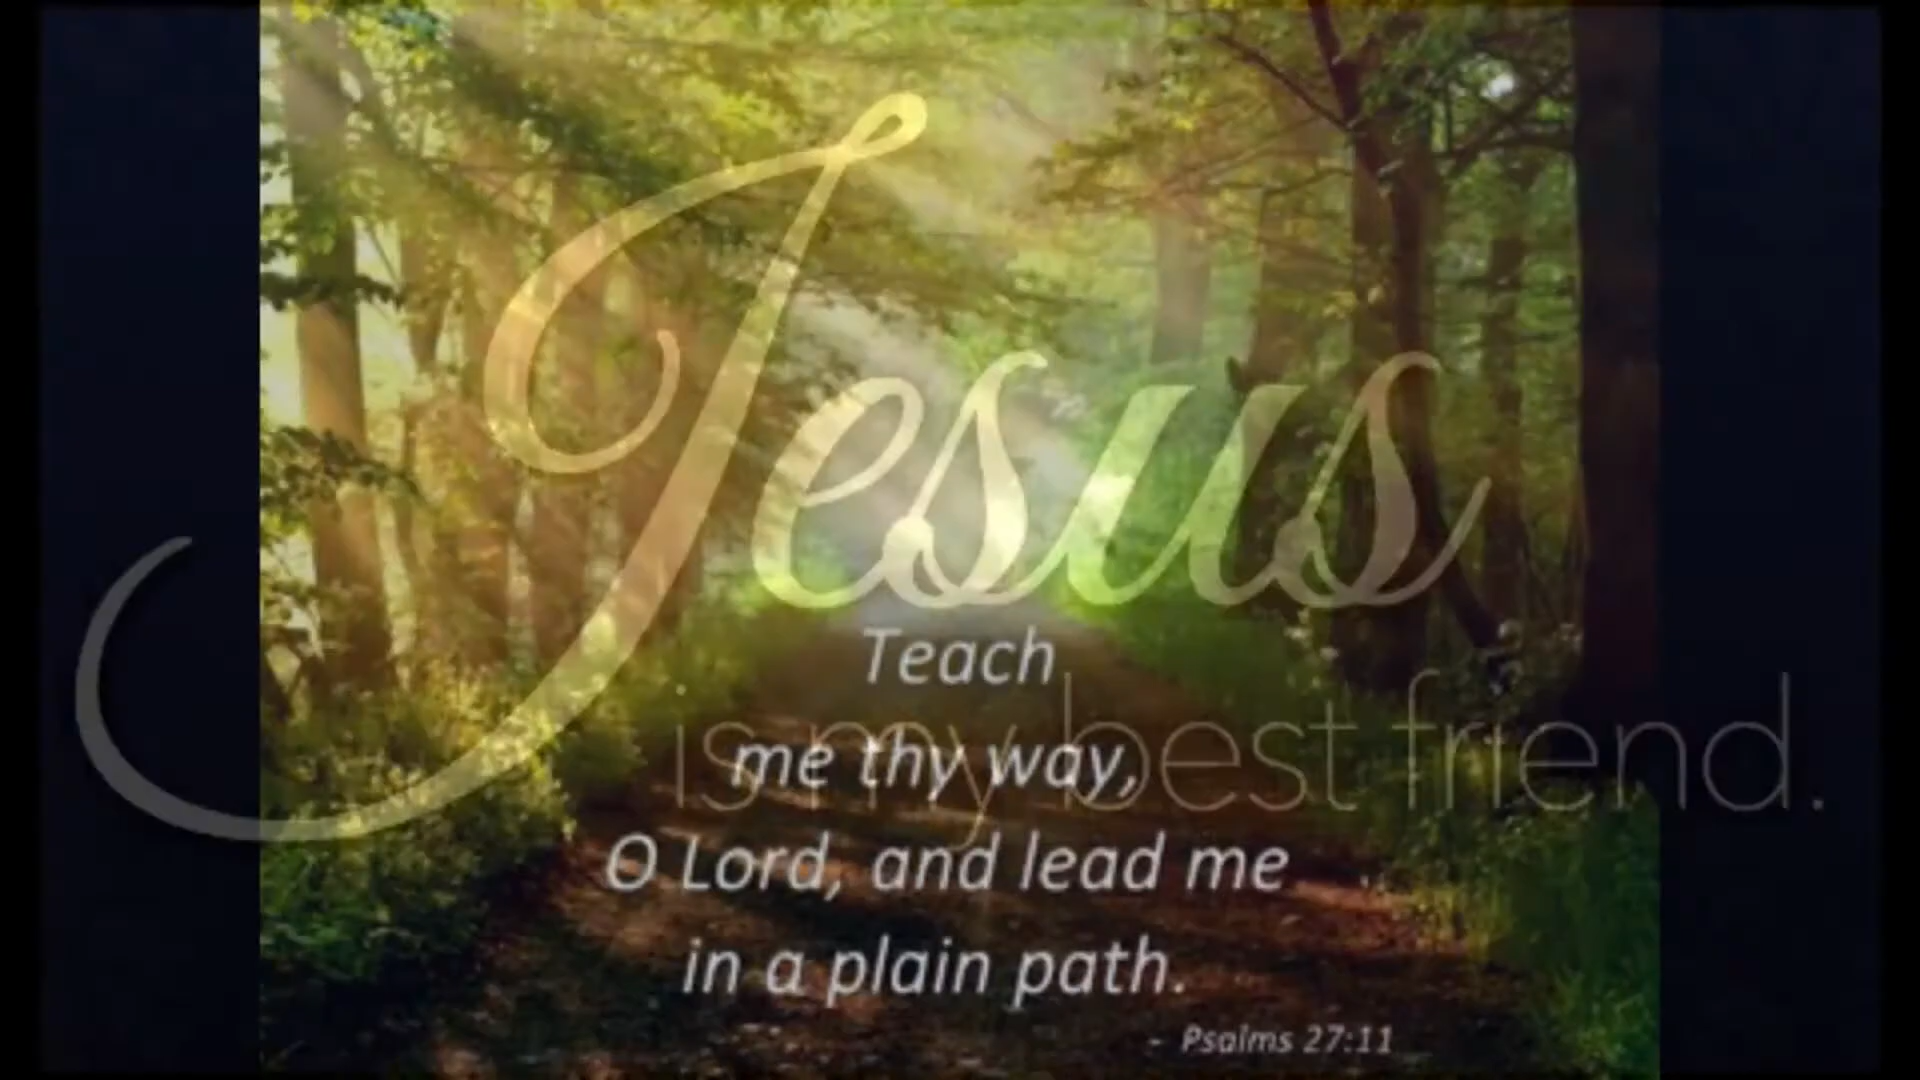 Jesus
is my best friend.
Teach
me thy way,
O Lord, and lead me
in a plain path.
- Psalms 27:11